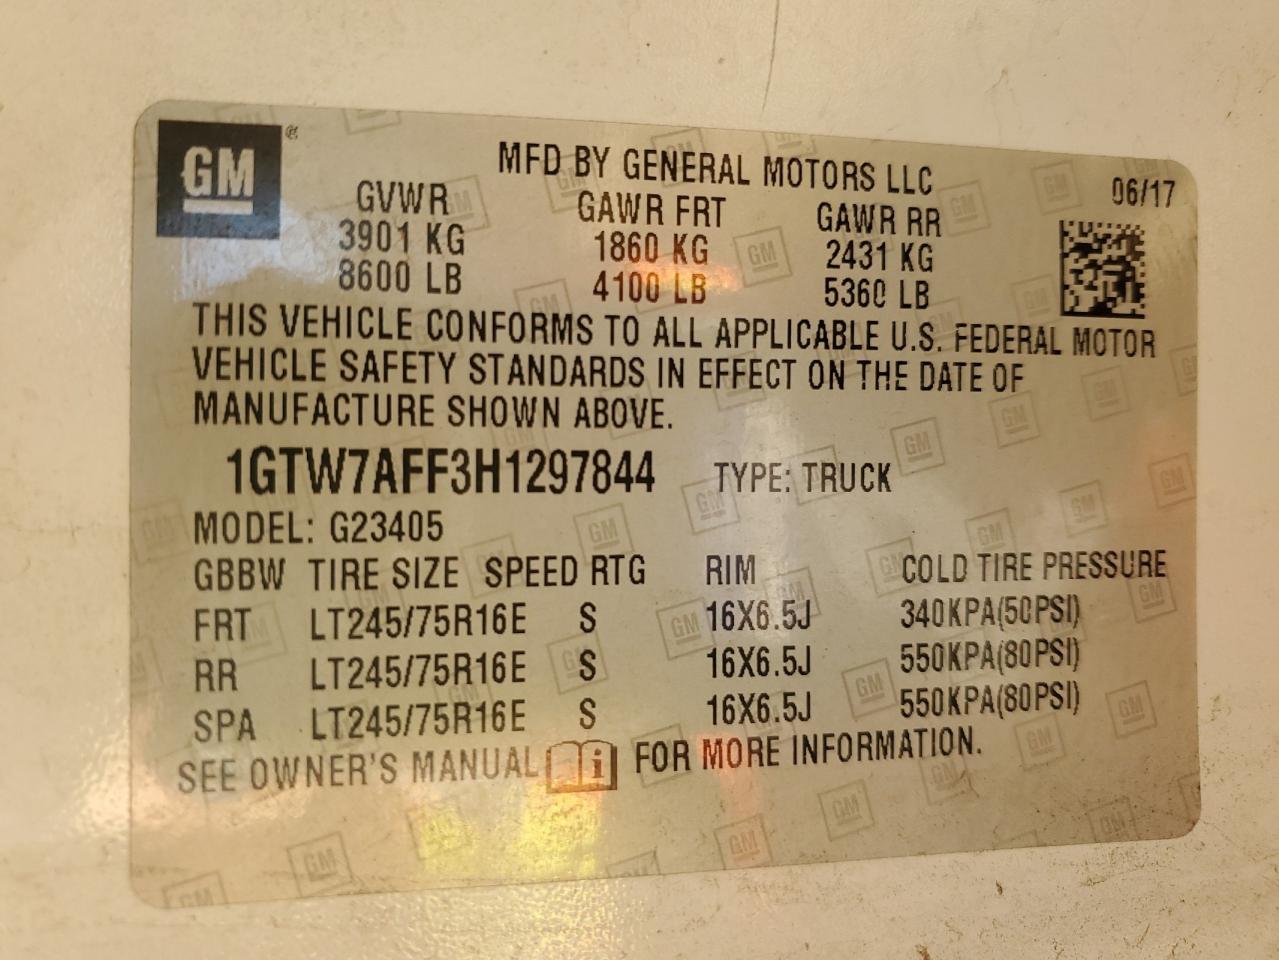 GM ®
MFD BY GENERAL MOTORS LLC
06/17
GVWR GAWR FRT GAWR RR
3901 KG 1860 KG 2431 KG
8600 LB 4100 LB 5360 LB
THIS VEHICLE CONFORMS TO ALL APPLICABLE U.S. FEDERAL MOTOR
VEHICLE SAFETY STANDARDS IN EFFECT ON THE DATE OF
MANUFACTURE SHOWN ABOVE.
1GTW7AFF3H1297844 TYPE: TRUCK
MODEL: G23405
GBBW TIRE SIZE SPEED RTG RIM COLD TIRE PRESSURE
FRT LT245/75R16E S 16X6.5J 340KPA(50PSI)
RR LT245/75R16E S 16X6.5J 550KPA(80PSI)
SPA LT245/75R16E S 16X6.5J 550KPA(80PSI)
SEE OWNER'S MANUAL i FOR MORE INFORMATION.